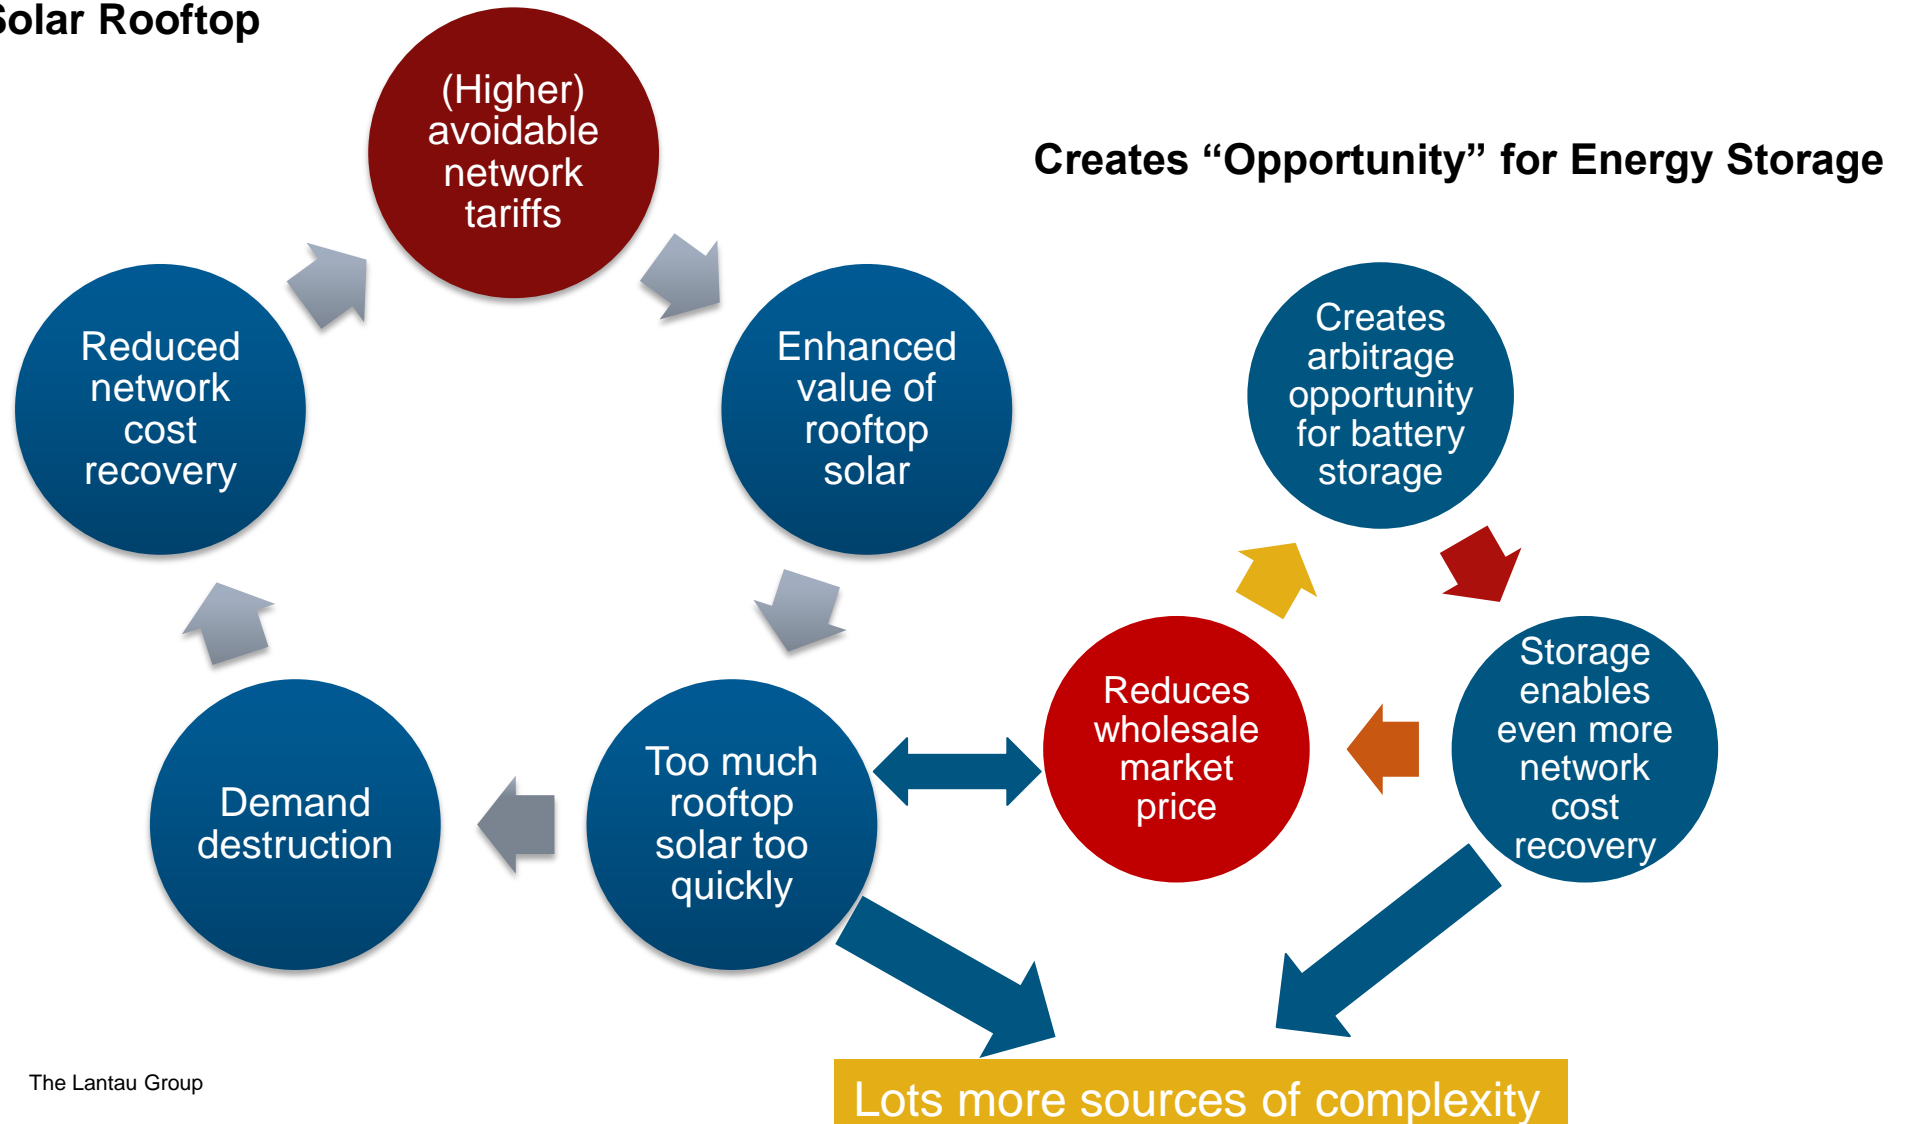 Solar Rooftop
(Higher)
avoidable
network
tariffs
Creates “Opportunity” for Energy Storage
Reduced
network
cost
recovery
Enhanced
value of
rooftop
solar
Creates
arbitrage
opportunity
for battery
storage
Demand
destruction
Too much
rooftop
solar too
quickly
Reduces
wholesale
market
price
Storage
enables
even more
network
cost
recovery
The Lantau Group
Lots more sources of complexity